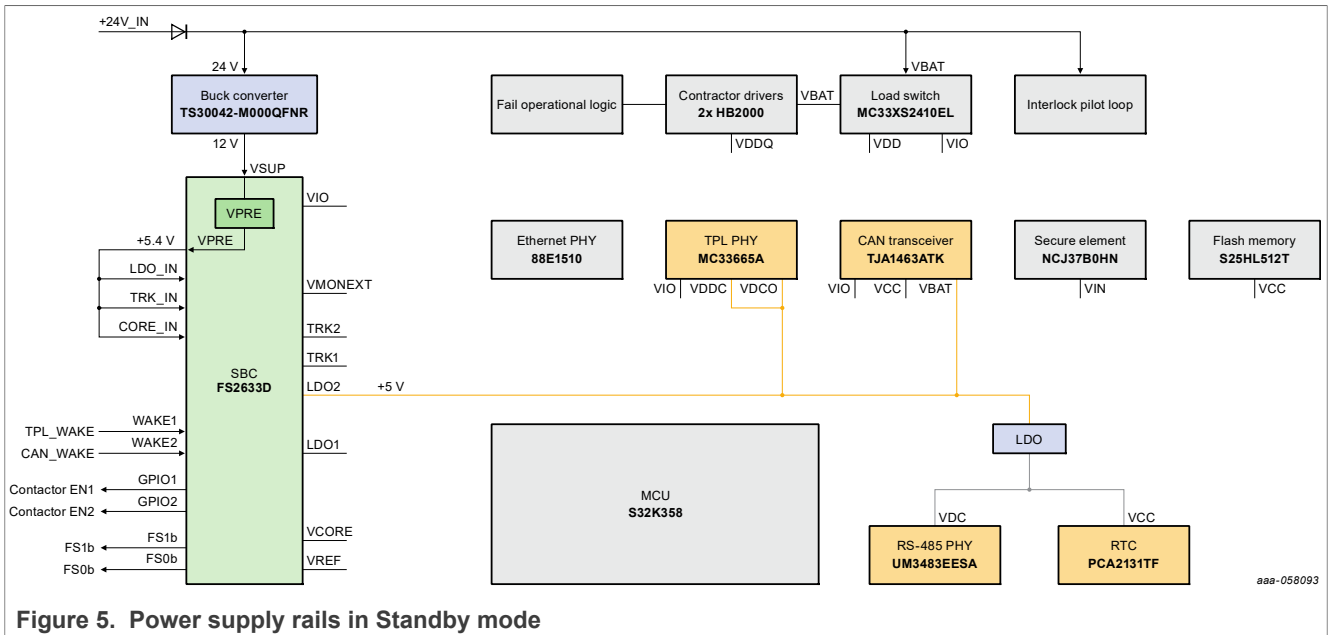 +24V_IN
24 V
VBAT
Buck converter
TS30042-M000QFNR
Fail operational logic
Contractor drivers
2x HB2000
VBAT
Load switch
MC33XS2410EL
Interlock pilot loop
12 V
VDDQ
VDD
VIO
VSUP
VIO
VPRE
+5.4 V
VPRE
Ethernet PHY
88E1510
TPL PHY
MC33665A
CAN transceiver
TJA1463ATK
Secure element
NCJ37B0HN
Flash memory
S25HL512T
LDO_IN
VIO
VDDC
VDCO
VIO
VCC
VBAT
VIN
VCC
TRK_IN
VMONEXT
CORE_IN
TRK2
TRK1
SBC
FS2633D
LDO2
+5 V
WAKE1
TPL_WAKE
WAKE2
CAN_WAKE
LDO1
LDO
GPIO1
Contactor EN1
GPIO2
Contactor EN2
MCU
S32K358
VDC
VCC
FS1b
FS1b
FS0b
FS0b
VCORE
VREF
RS-485 PHY
UM3483EESA
RTC
PCA2131TF
aaa-058093
Figure 5. Power supply rails in Standby mode